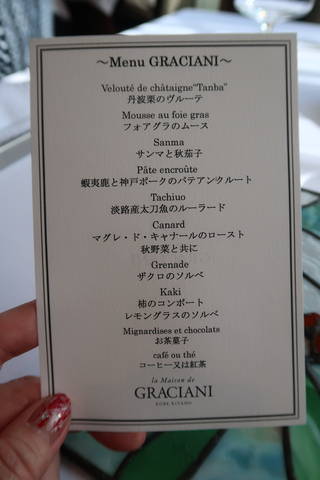 ～Menu GRACIANI～
Velouté de châtaigne"Tanba"
丹波栗のヴルーテ
Mousse au foie gras
フォアグラのムース
Sanma
サンマと秋茄子
Pâte encroûte
蝦夷鹿と神戸ポークのパテアンクルート
Tachiuo
淡路産太刀魚のルーラード
Canard
マグレ・ド・キャナールのロースト
秋野菜と共に
Grenade
ザクロのソルベ
Kaki
柿のコンポート
レモングラスのソルベ
Mignardises et chocolats
お茶菓子
café ou thé
コーヒー又は紅茶
la Maison de
GRACIANI
KOBE KITANO